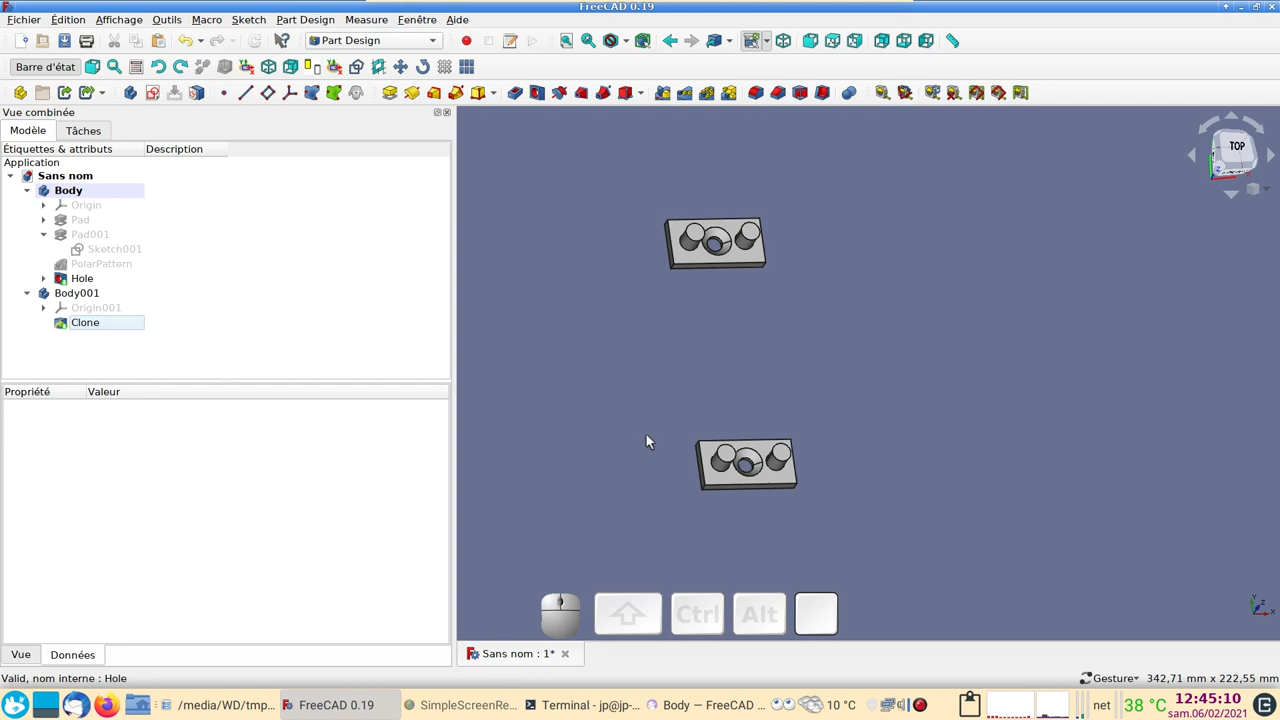 FreeCAD 0.19
Fichier Édition Affichage Outils Macro Sketch Part Design Measure Fenêtre Aide
Part Design
Barre d'état
Vue combinée
Modèle Tâches
Étiquettes & attributs Description
Application
Sans nom
Body
Origin
Pad
Pad001
Sketch001
PolarPattern
Hole
Body001
Origin001
Clone
Propriété Valeur
TOP
Ctrl Alt
Vue Données
Sans nom : 1*
Valid, nom interne : Hole
Gesture 342,71 mm x 222,55 mm
/media/WD/tmp... FreeCAD 0.19 SimpleScreenRe... Terminal - jp@jp-... Body — FreeCAD ... 10 °C net 38 °C 12:45:10
sam.06/02/2021